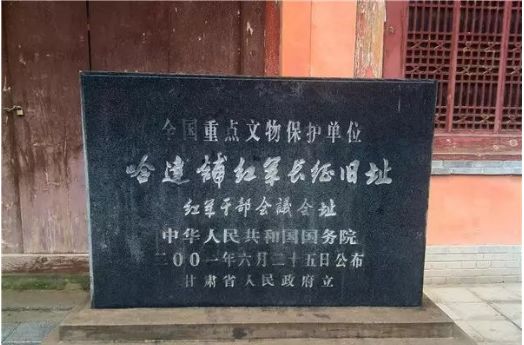 全国重点文物保护单位
哈达铺红军长征旧址
红军干部会議会址
中华人民共和国国务院
二〇〇一年六月二十五日公布
甘肃省人民政府立